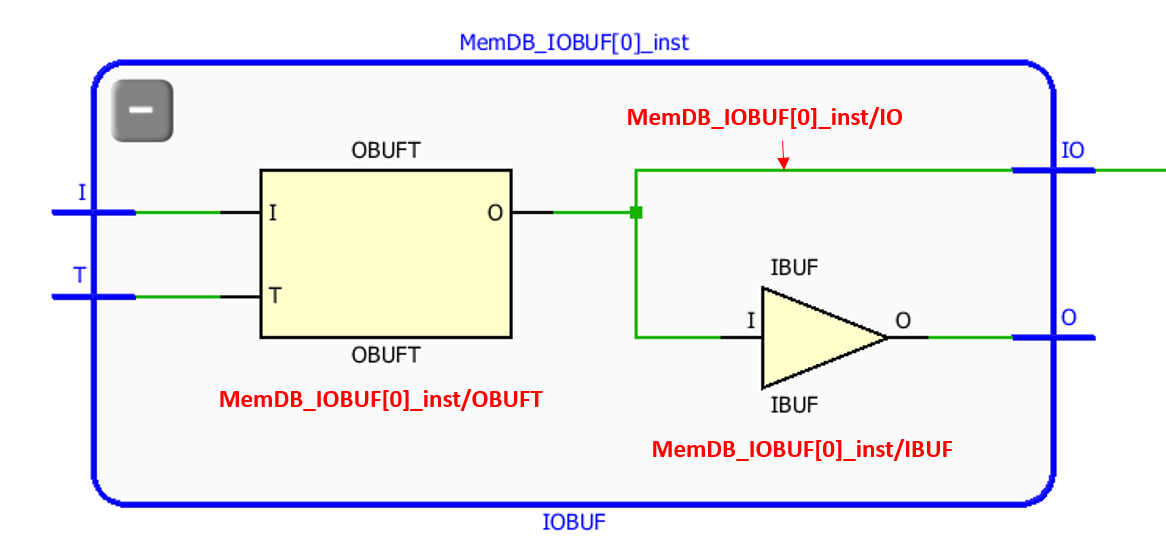 MemDB_IOBUF[0]_inst
MemDB_IOBUF[0]_inst/IO
OBUFT
IO
I
I
O
T
T
IBUF
I
O
O
OBUFT
MemDB_IOBUF[0]_inst/OBUFT
IBUF
MemDB_IOBUF[0]_inst/IBUF
IOBUF